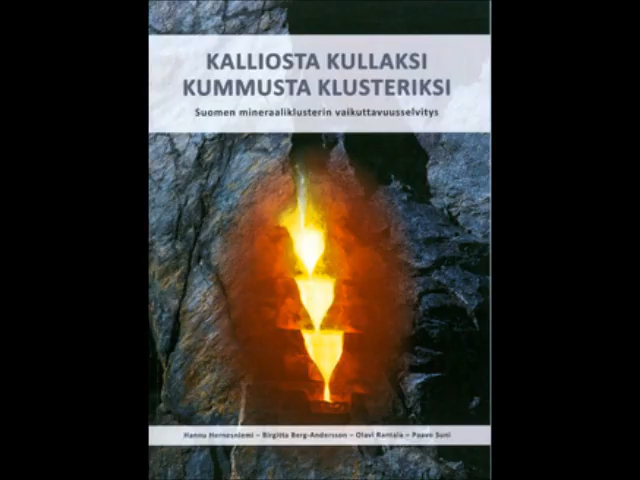 KALLIOSTA KULLAKSI
KUMMUSTA KLUSTERIKSI
Suomen mineraaliklusterin vaikuttavuusselvitys
Hannu Hernesniemi – Birgitta Berg-Andersson – Olavi Rantala – Paavo Suni